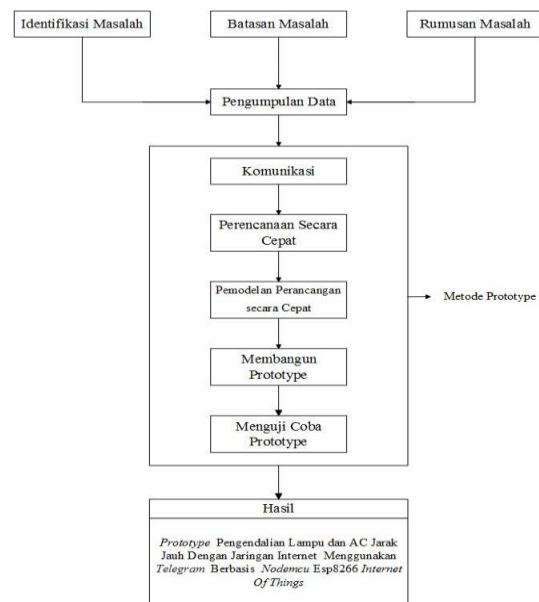 Identifikasi Masalah
Batasan Masalah
Rumusan Masalah
Pengumpulan Data
Komunikasi
Perencanaan Secara
Cepat
Pemodelan Perancangan
secara Cepat
Metode Prototype
Membangun
Prototype
Menguji Coba
Prototype
Hasil
Prototype Pengendalian Lampu dan AC Jarak
Jauh Dengan Jaringan Internet Menggunakan
Telegram Berbasis Nodemcu Esp8266 Internet
Of Things